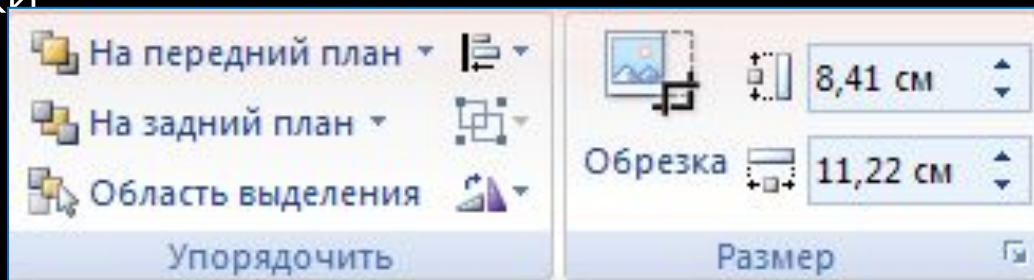 На передний план
На задний план
Область выделения
Упорядочить
Обрезка
8,41 см
11,22 см
Размер